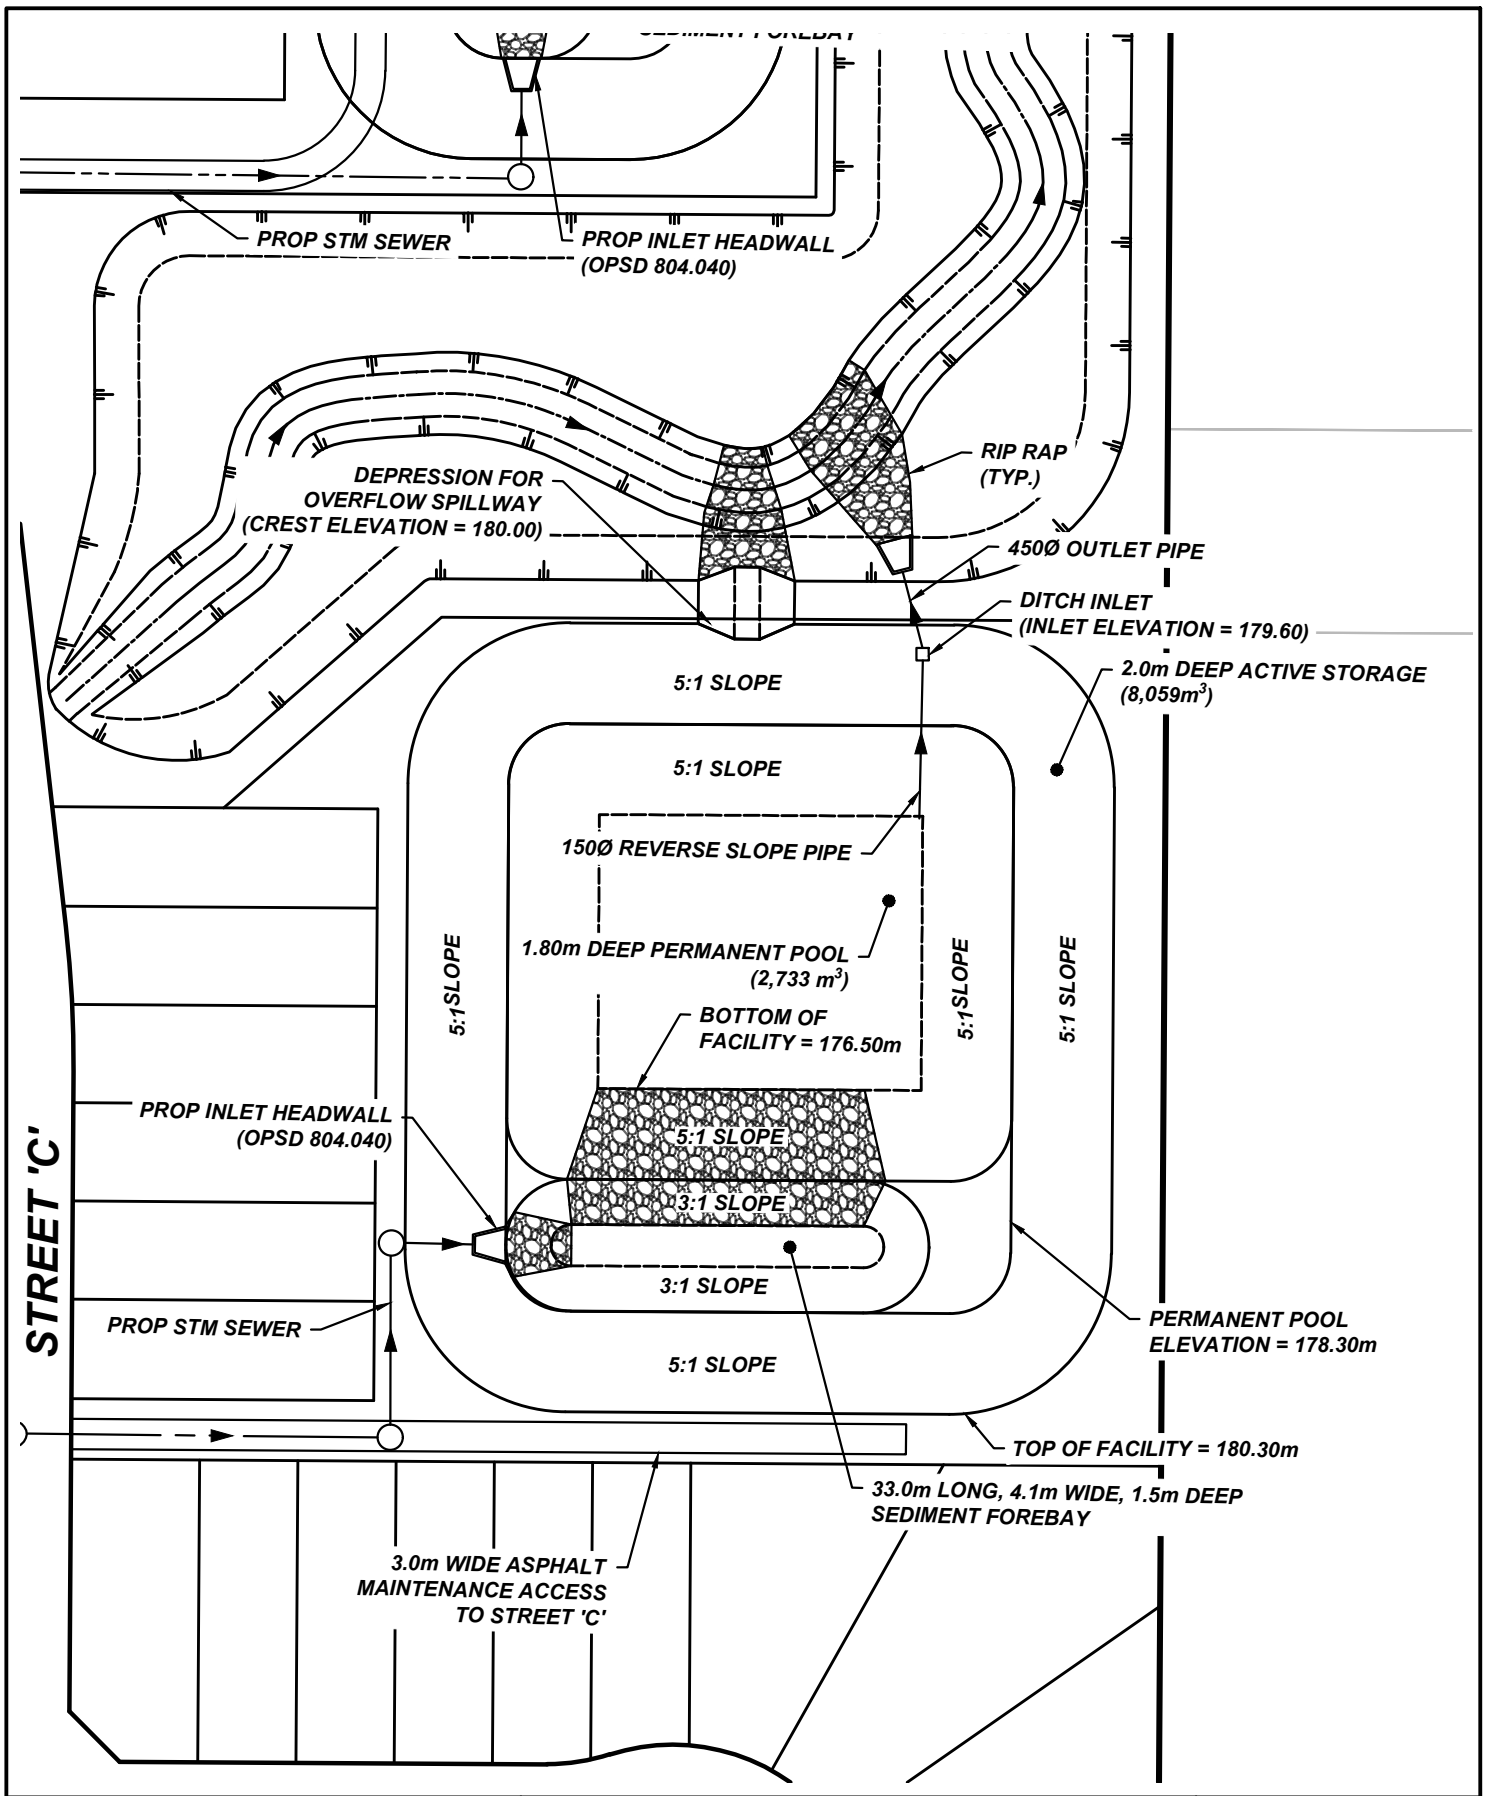 SEDIMENT FOREBAY
PROP STM SEWER
PROP INLET HEADWALL
(OPSD 804.040)
DEPRESSION FOR
OVERFLOW SPILLWAY
(CREST ELEVATION = 180.00)
RIP RAP
(TYP.)
450Ø OUTLET PIPE
DITCH INLET
(INLET ELEVATION = 179.60)
2.0m DEEP ACTIVE STORAGE
(8,059m³)
5:1 SLOPE
5:1 SLOPE
150Ø REVERSE SLOPE PIPE
1.80m DEEP PERMANENT POOL
(2,733 m³)
5:1 SLOPE
5:1 SLOPE
5:1 SLOPE
BOTTOM OF
FACILITY = 176.50m
PROP INLET HEADWALL
(OPSD 804.040)
5:1 SLOPE
3:1 SLOPE
3:1 SLOPE
STREET 'C'
PROP STM SEWER
PERMANENT POOL
ELEVATION = 178.30m
5:1 SLOPE
TOP OF FACILITY = 180.30m
33.0m LONG, 4.1m WIDE, 1.5m DEEP
SEDIMENT FOREBAY
3.0m WIDE ASPHALT
MAINTENANCE ACCESS
TO STREET 'C'